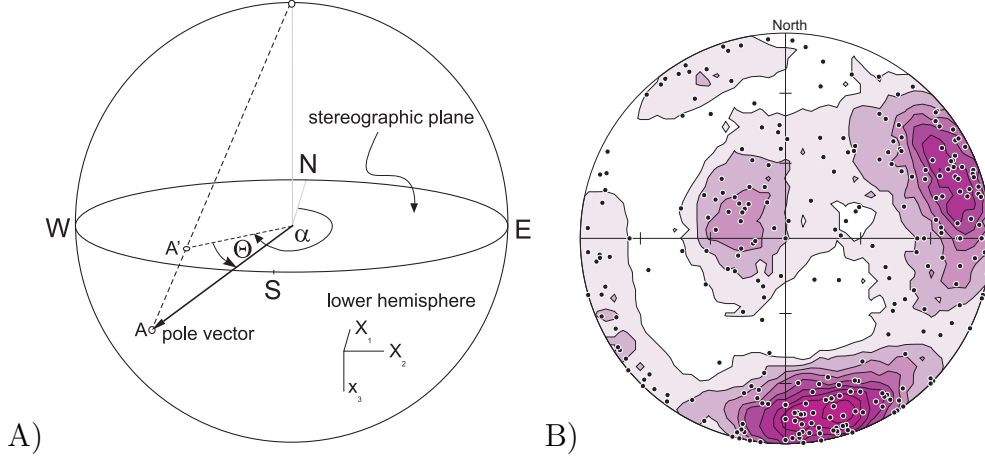 North
stereographic plane
N
W
E
α
A'
Θ
S
lower hemisphere
A
pole vector
X₁
X₂
x₃
A)
B)